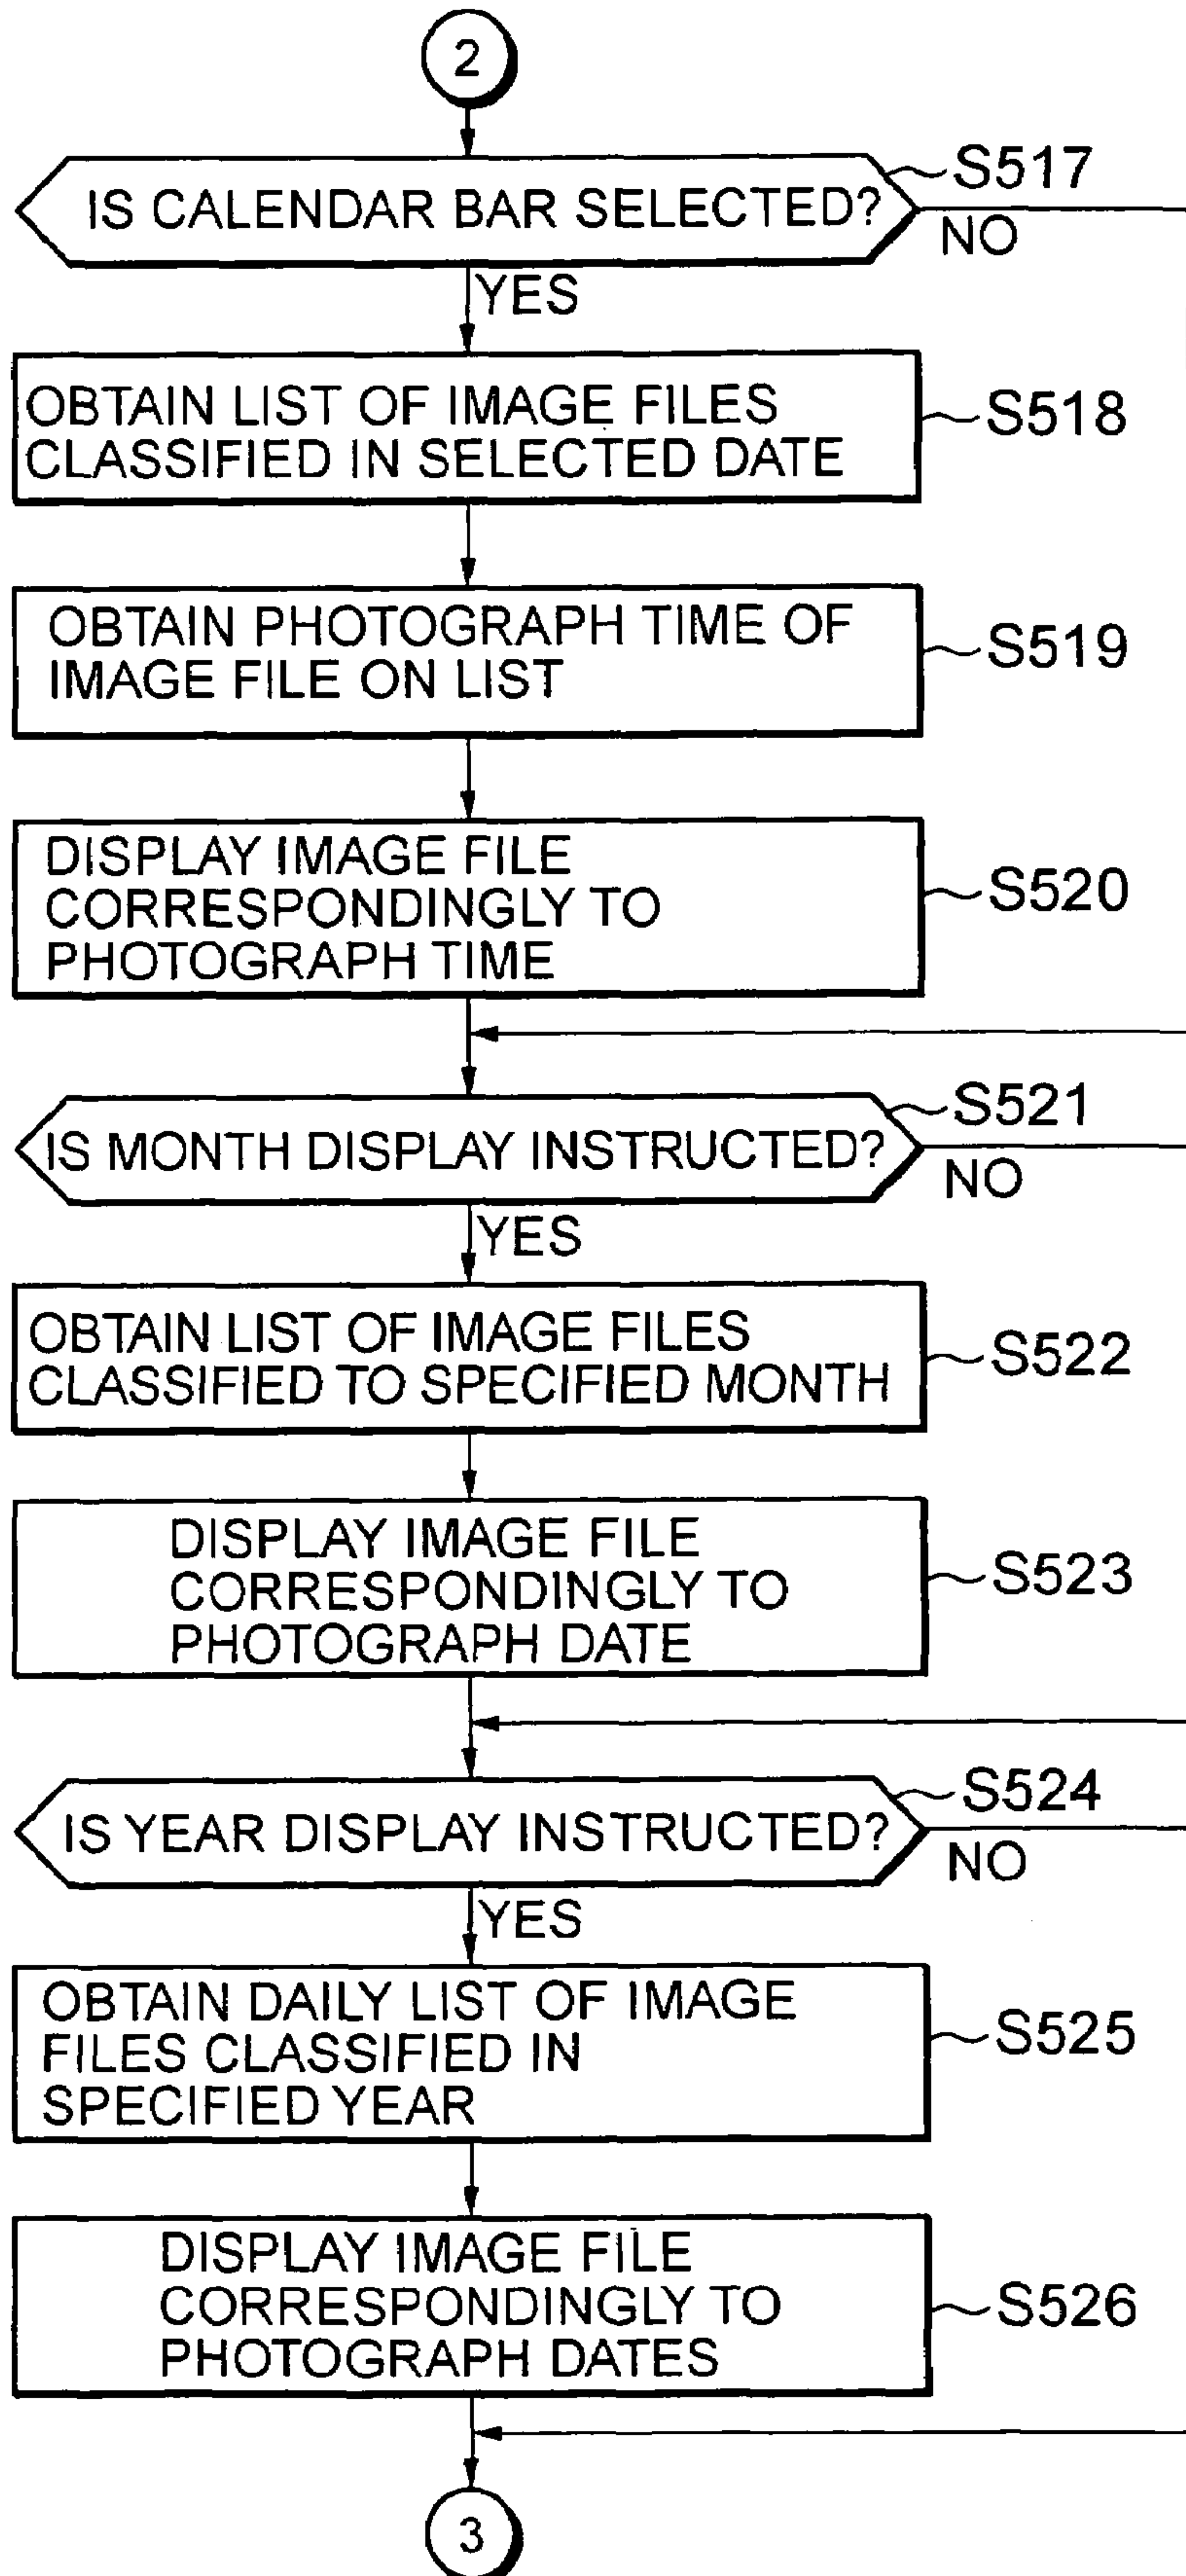 2
IS CALENDAR BAR SELECTED?
S517
NO
YES
OBTAIN LIST OF IMAGE FILES
CLASSIFIED IN SELECTED DATE
S518
OBTAIN PHOTOGRAPH TIME OF
IMAGE FILE ON LIST
S519
DISPLAY IMAGE FILE
CORRESPONDINGLY TO
PHOTOGRAPH TIME
S520
IS MONTH DISPLAY INSTRUCTED?
S521
NO
YES
OBTAIN LIST OF IMAGE FILES
CLASSIFIED TO SPECIFIED MONTH
S522
DISPLAY IMAGE FILE
CORRESPONDINGLY TO
PHOTOGRAPH DATE
S523
IS YEAR DISPLAY INSTRUCTED?
S524
NO
YES
OBTAIN DAILY LIST OF IMAGE
FILES CLASSIFIED IN
SPECIFIED YEAR
S525
DISPLAY IMAGE FILE
CORRESPONDINGLY TO
PHOTOGRAPH DATES
S526
3